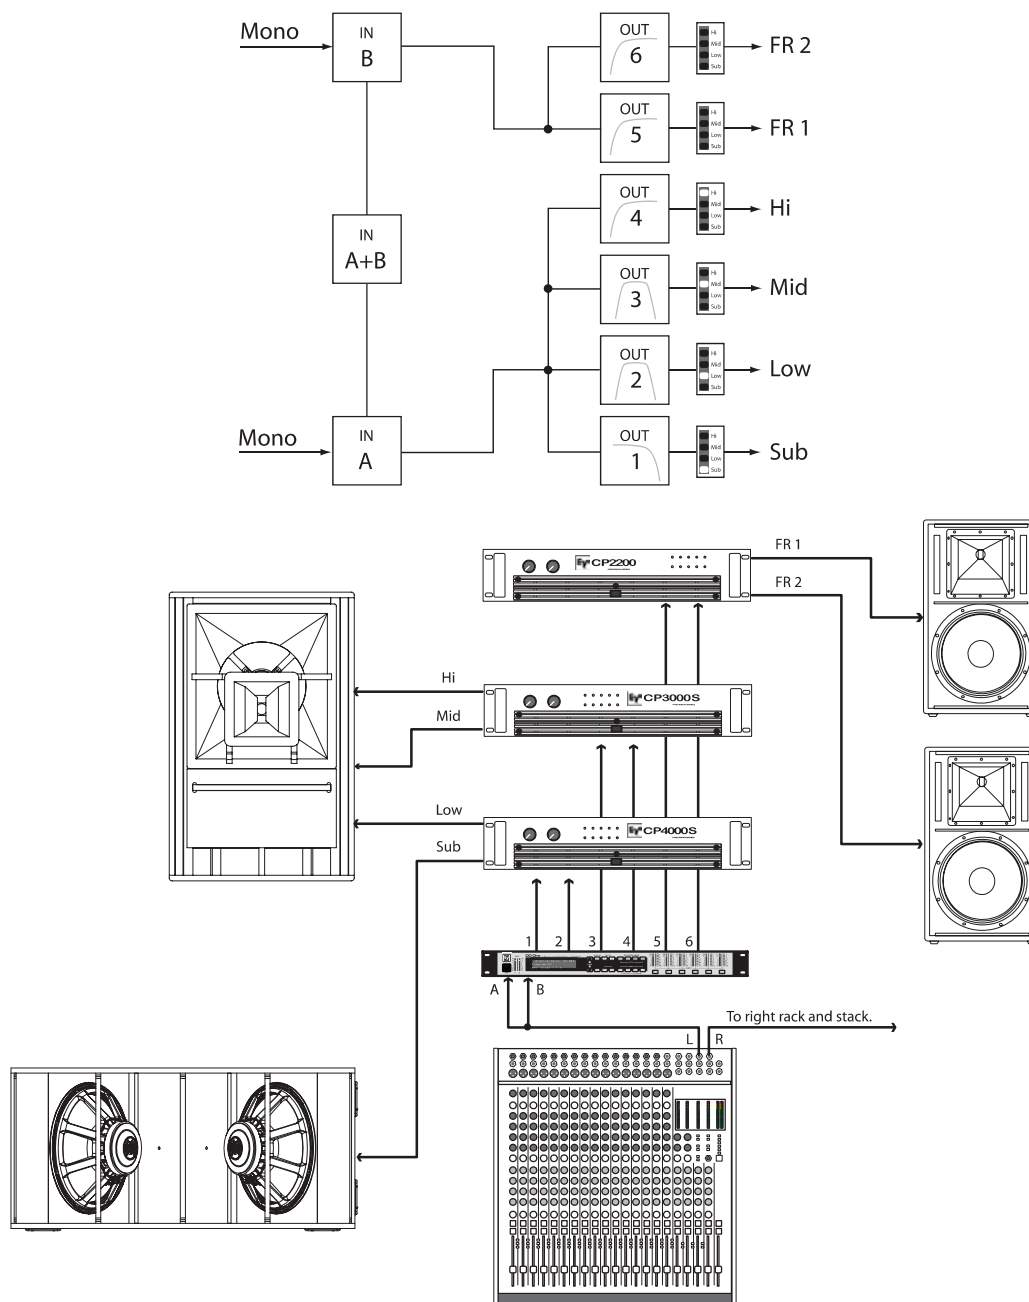 Mono
IN
B
OUT
6
Hi
Mid
Low
Sub
FR 2
OUT
5
Hi
Mid
Low
Sub
FR 1
IN
A+B
OUT
4
Hi
Mid
Low
Sub
Hi
OUT
3
Hi
Mid
Low
Sub
Mid
OUT
2
Hi
Mid
Low
Sub
Low
Mono
IN
A
OUT
1
Hi
Mid
Low
Sub
Sub
FR 1
EV CP2200
FR 2
Hi
EV CP3000S
Mid
Low
EV CP4000S
Sub
1 2 3 4 5 6
A B
To right rack and stack.
L R